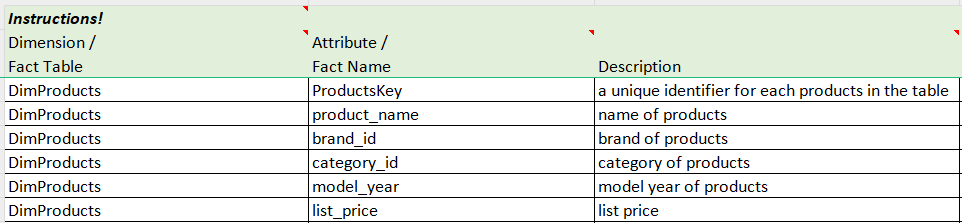 Instructions!
Dimension / Attribute /
Fact Table Fact Name Description
DimProducts ProductsKey a unique identifier for each products in the table
DimProducts product_name name of products
DimProducts brand_id brand of products
DimProducts category_id category of products
DimProducts model_year model year of products
DimProducts list_price list price